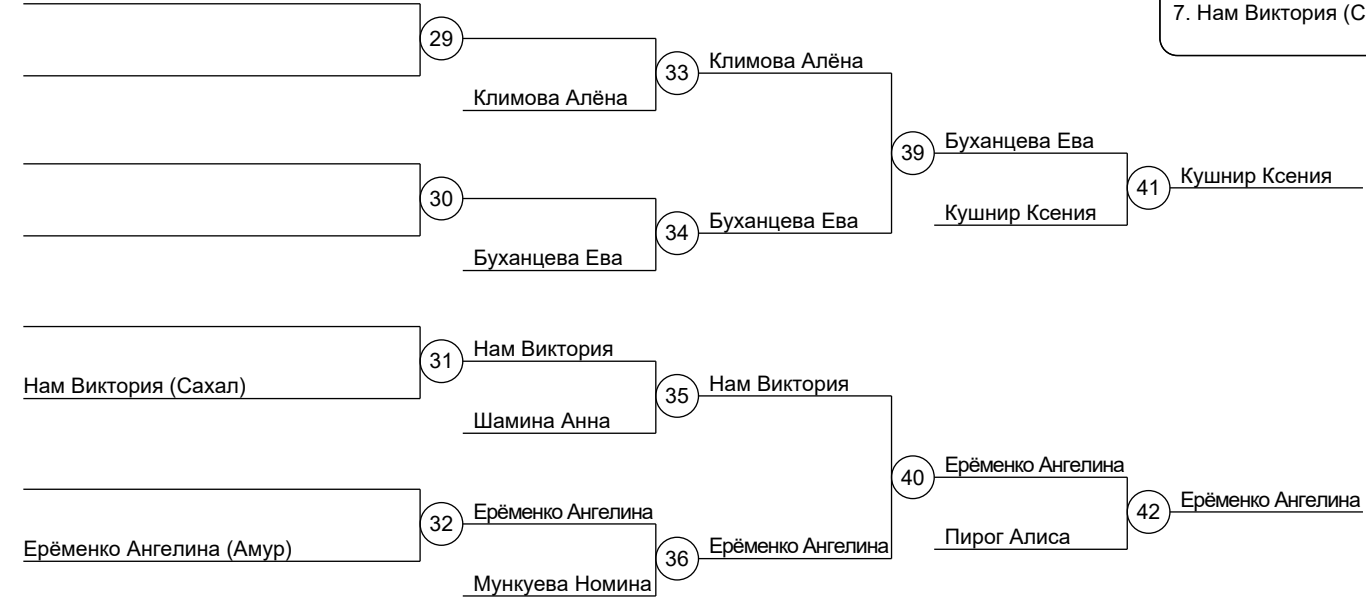 7. Нам Виктория (С
29
Климова Алёна
33
Климова Алёна
Буханцева Ева
39
Кушнир Ксения
41
30
Кушнир Ксения
Буханцева Ева
34
Буханцева Ева
Нам Виктория
31
Нам Виктория (Сахал)
Нам Виктория
35
Шамина Анна
Ерёменко Ангелина
40
Ерёменко Ангелина
42
Ерёменко Ангелина
32
Пирог Алиса
Ерёменко Ангелина (Амур)
Ерёменко Ангелина
36
Мункуева Номина